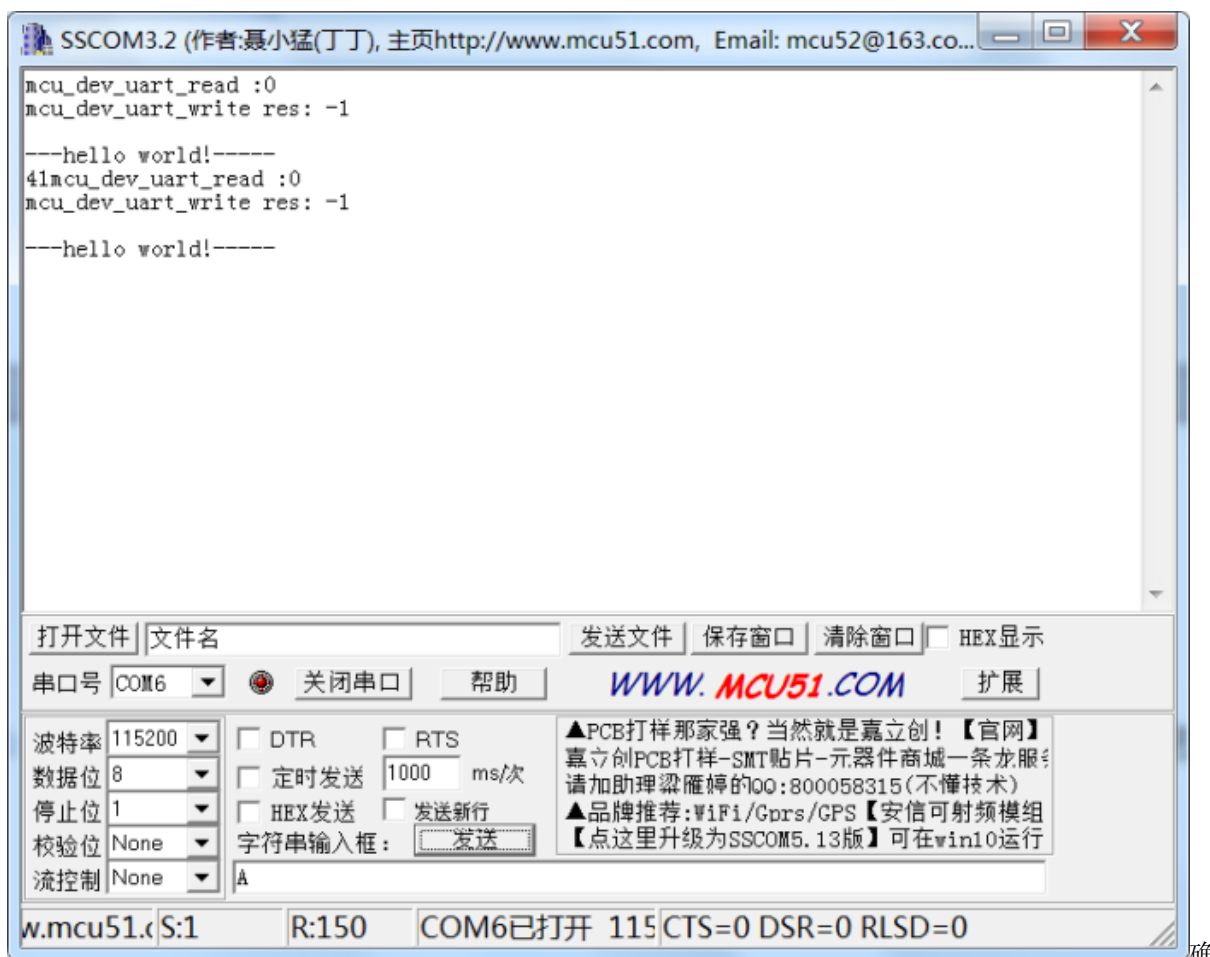 SSCOM3.2 (作者:聂小猛(丁丁), 主页http://www.mcu51.com, Email: mcu52@163.co...
mcu_dev_uart_read :0
mcu_dev_uart_write res: -1
---hello world!-----
41mcu_dev_uart_read :0
mcu_dev_uart_write res: -1
---hello world!-----
打开文件 文件名 发送文件 保存窗口 清除窗口 HEX显示
串口号 COM6 关闭串口 帮助 WWW.MCU51.COM 扩展
波特率 115200 DTR RTS
数据位 8 定时发送 1000 ms/次
停止位 1 HEX发送 发送新行
校验位 None 字符串输入框: 发送
流控制 None A
▲PCB打样那家强?当然就是嘉立创!【官网】
嘉立创PCB打样-SMT贴片-元器件商城一条龙服
请加助理梁雁婷的QQ:800058315(不懂技术)
▲品牌推荐:WiFi/Gprs/GPS【安信可射频模组
【点这里升级为SSCOM5.13版】可在win10运行
w.mcu51.c S:1 R:150 COM6已打开 115 CTS=0 DSR=0 RLSD=0